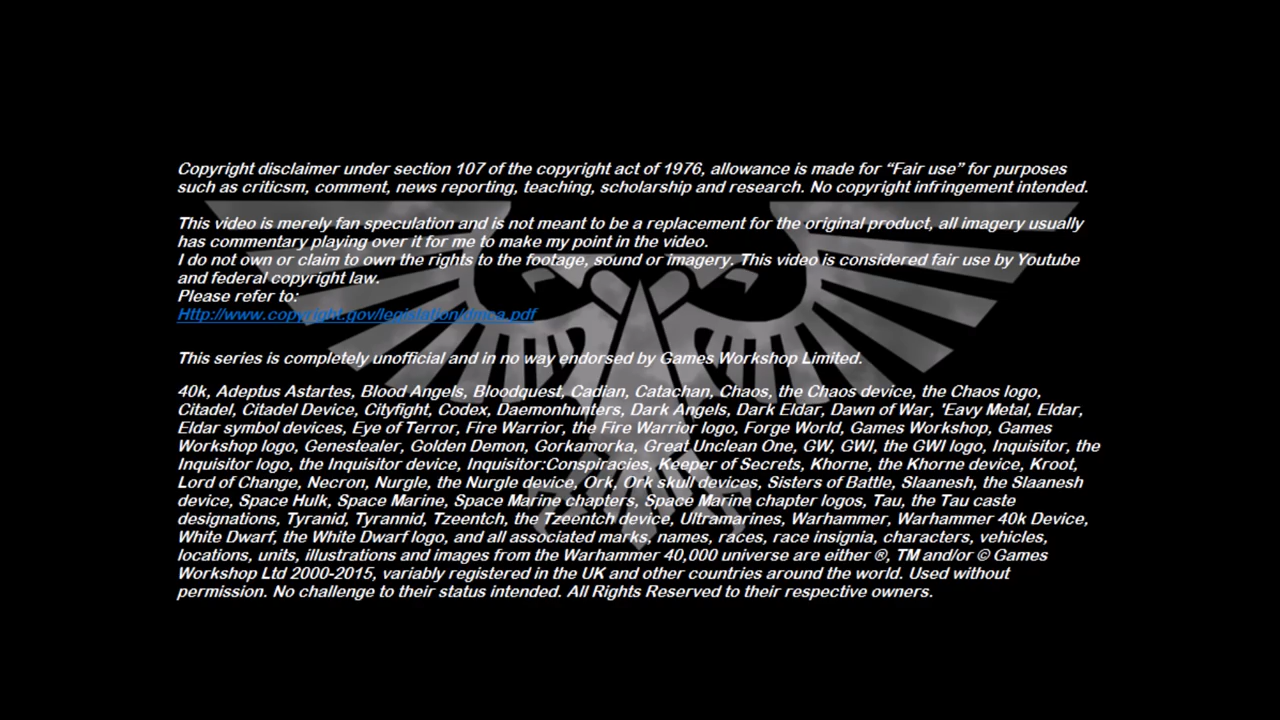 Copyright disclaimer under section 107 of the copyright act of 1976, allowance is made for “Fair use” for purposes
such as criticsm, comment, news reporting, teaching, scholarship and research. No copyright infringement intended.
This video is merely fan speculation and is not meant to be a replacement for the original product, all imagery usually
has commentary playing over it for me to make my point in the video.
I do not own or claim to own the rights to the footage, sound or imagery. This video is considered fair use by Youtube
and federal copyright law.
Please refer to:
Http://www.copyright.gov/legislation/dmca.pdf
This series is completely unofficial and in no way endorsed by Games Workshop Limited.
40k, Adeptus Astartes, Blood Angels, Bloodquest, Cadian, Catachan, Chaos, the Chaos device, the Chaos logo,
Citadel, Citadel Device, Cityfight, Codex, Daemonhunters, Dark Angels, Dark Eldar, Dawn of War, 'Eavy Metal, Eldar,
Eldar symbol devices, Eye of Terror, Fire Warrior, the Fire Warrior logo, Forge World, Games Workshop, Games
Workshop logo, Genestealer, Golden Demon, Gorkamorka, Great Unclean One, GW, GWI, the GWI logo, Inquisitor, the
Inquisitor logo, the Inquisitor device, Inquisitor:Conspiracies, Keeper of Secrets, Khorne, the Khorne device, Kroot,
Lord of Change, Necron, Nurgle, the Nurgle device, Ork, Ork skull devices, Sisters of Battle, Slaanesh, the Slaanesh
device, Space Hulk, Space Marine, Space Marine chapters, Space Marine chapter logos, Tau, the Tau caste
designations, Tyranid, Tyrannid, Tzeentch, the Tzeentch device, Ultramarines, Warhammer, Warhammer 40k Device,
White Dwarf, the White Dwarf logo, and all associated marks, names, races, race insignia, characters, vehicles,
locations, units, illustrations and images from the Warhammer 40,000 universe are either ®, TM and/or © Games
Workshop Ltd 2000-2015, variably registered in the UK and other countries around the world. Used without
permission. No challenge to their status intended. All Rights Reserved to their respective owners.